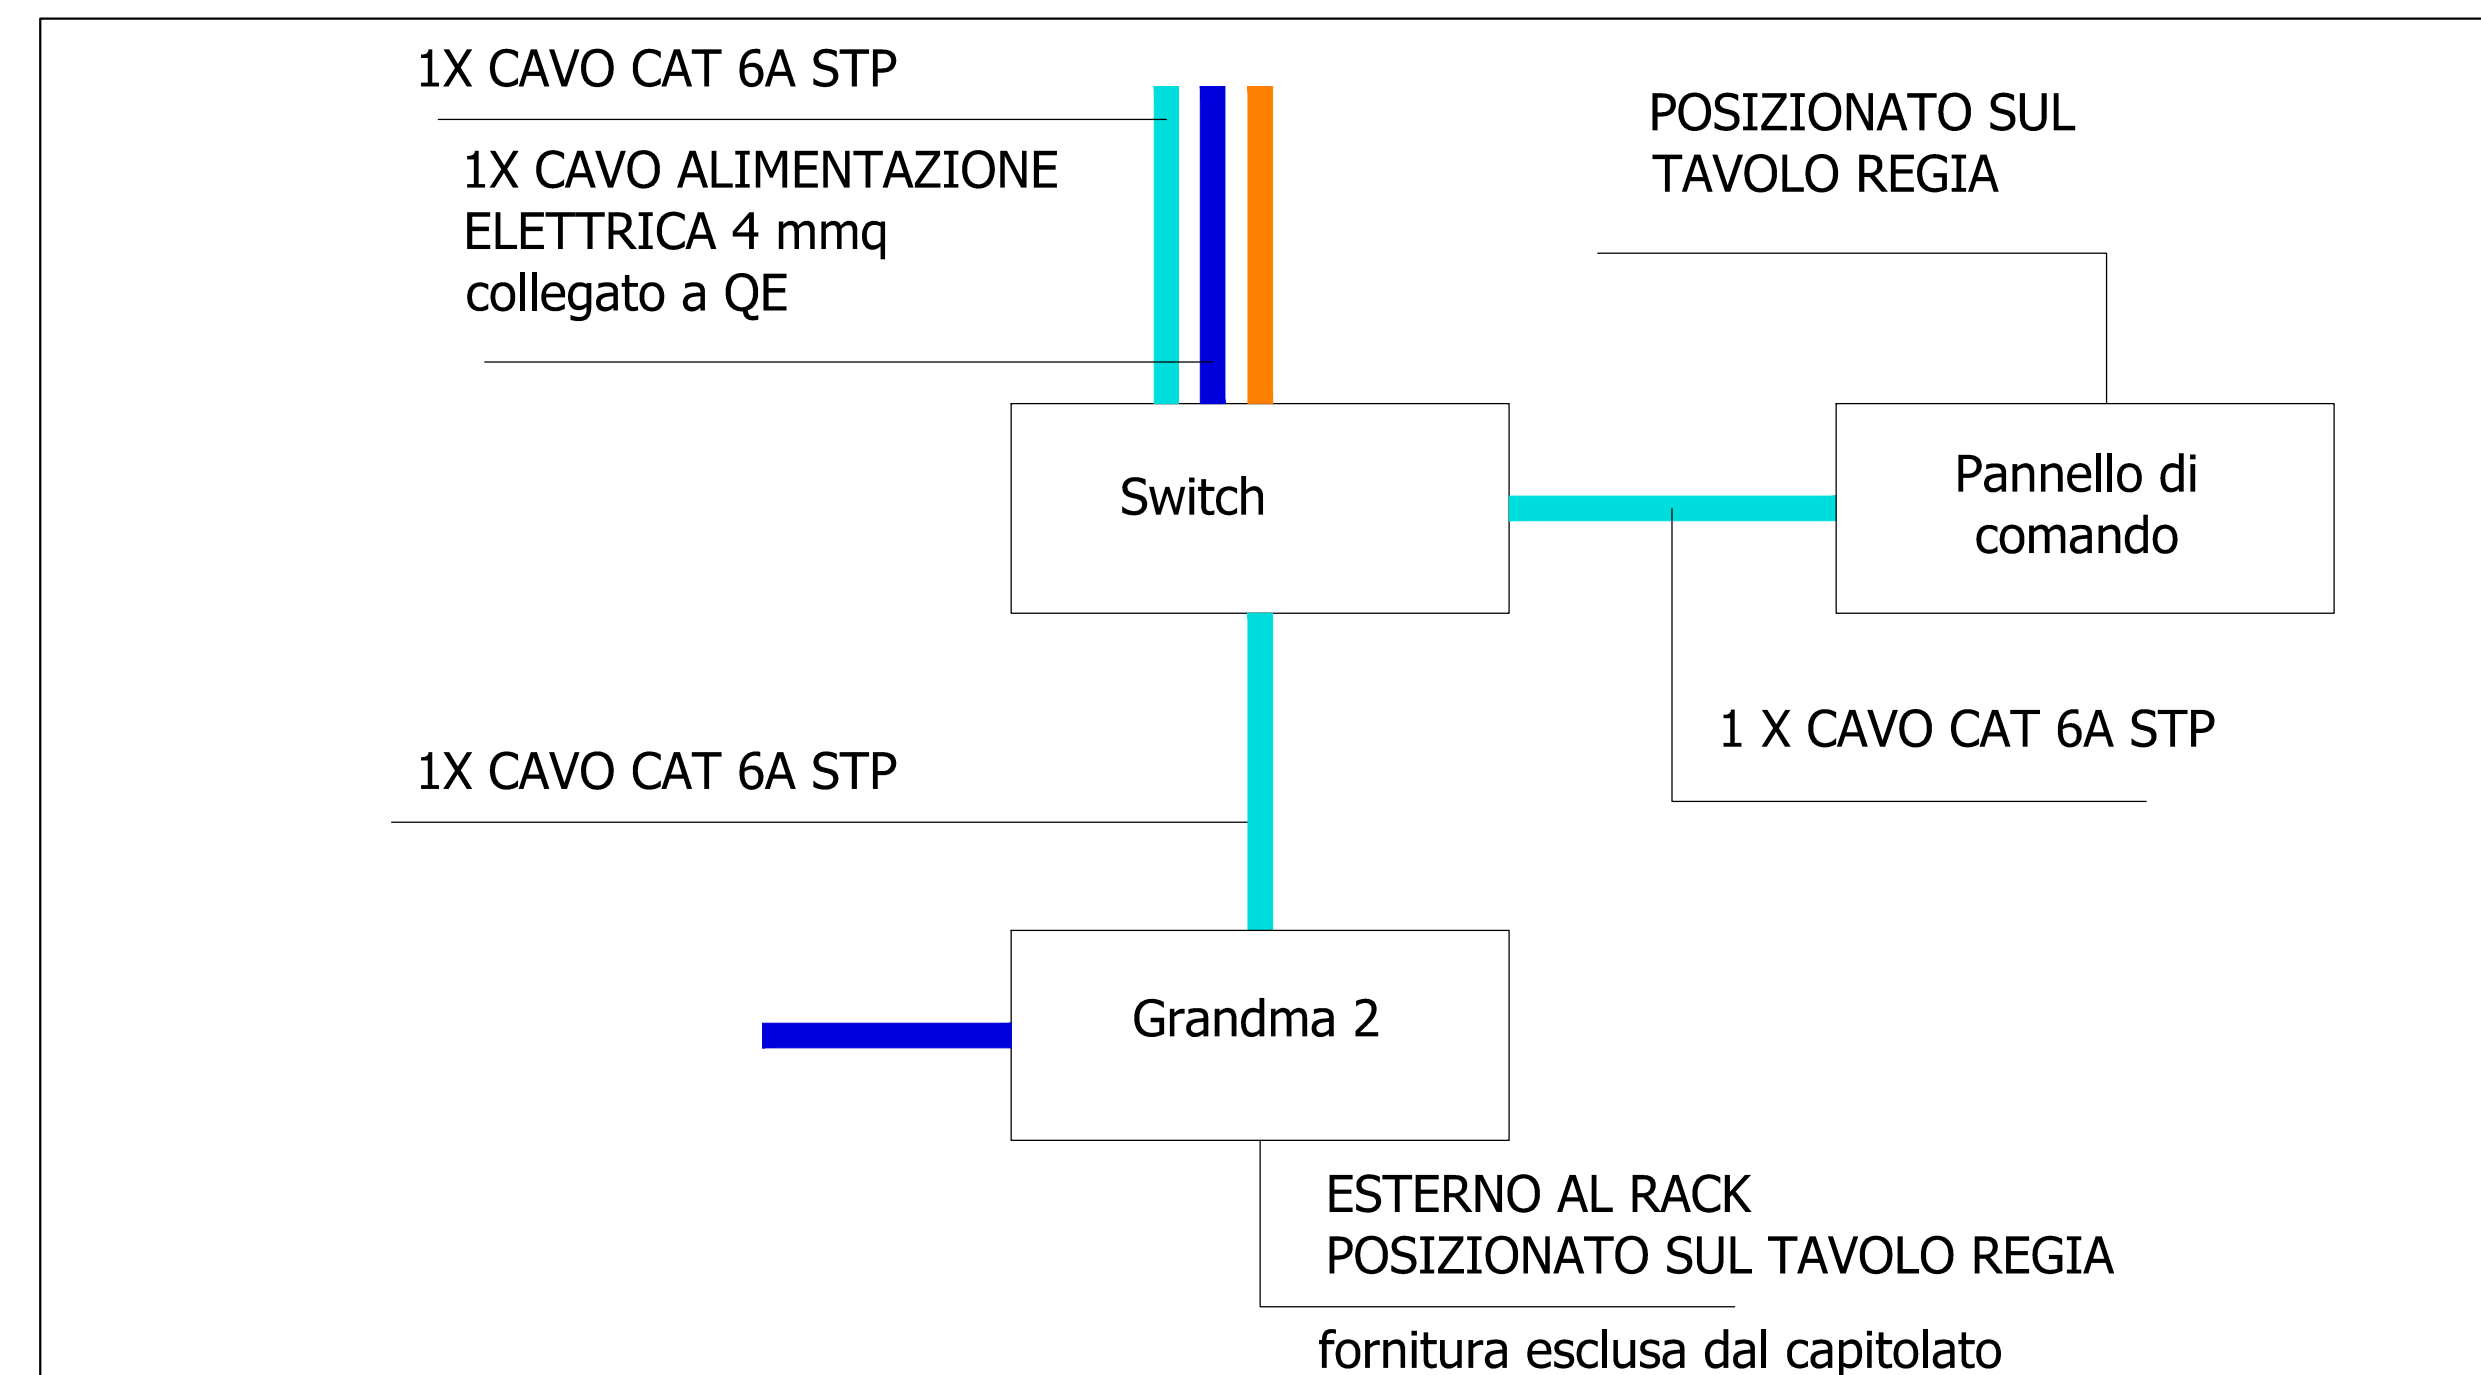 1X CAVO CAT 6A STP
1X CAVO ALIMENTAZIONE
ELETTRICA 4 mmq
collegato a QE
POSIZIONATO SUL
TAVOLO REGIA
Switch
Pannello di
comando
1 X CAVO CAT 6A STP
1X CAVO CAT 6A STP
Grandma 2
ESTERNO AL RACK
POSIZIONATO SUL TAVOLO REGIA
fornitura esclusa dal capitolato